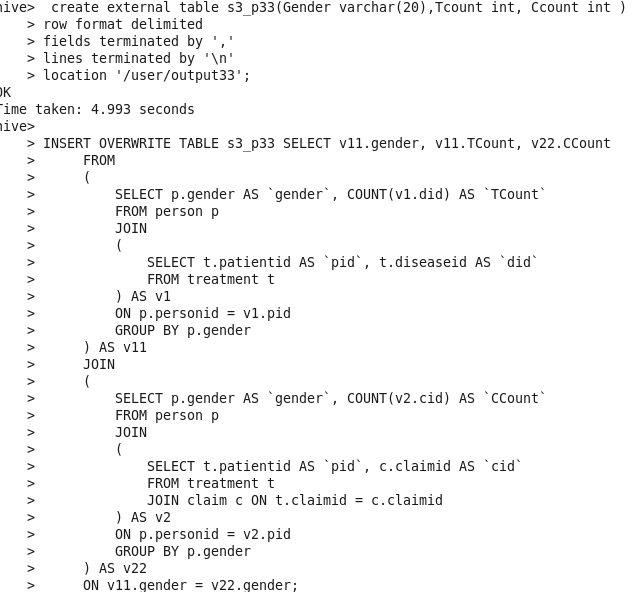 hive>  create external table s3_p33(Gender varchar(20),Tcount int, Ccount int )
    > row format delimited
    > fields terminated by ','
    > lines terminated by '\n'
    > location '/user/output33';
OK
Time taken: 4.993 seconds
hive>
    > INSERT OVERWRITE TABLE s3_p33 SELECT v11.gender, v11.TCount, v22.CCount
    >      FROM
    >      (
    >          SELECT p.gender AS `gender`, COUNT(v1.did) AS `TCount`
    >          FROM person p
    >          JOIN
    >          (
    >              SELECT t.patientid AS `pid`, t.diseaseid AS `did`
    >              FROM treatment t
    >          ) AS v1
    >          ON p.personid = v1.pid
    >          GROUP BY p.gender
    >      ) AS v11
    >      JOIN
    >      (
    >          SELECT p.gender AS `gender`, COUNT(v2.cid) AS `CCount`
    >          FROM person p
    >          JOIN
    >          (
    >              SELECT t.patientid AS `pid`, c.claimid AS `cid`
    >              FROM treatment t
    >              JOIN claim c ON t.claimid = c.claimid
    >          ) AS v2
    >          ON p.personid = v2.pid
    >          GROUP BY p.gender
    >      ) AS v22
    >      ON v11.gender = v22.gender;